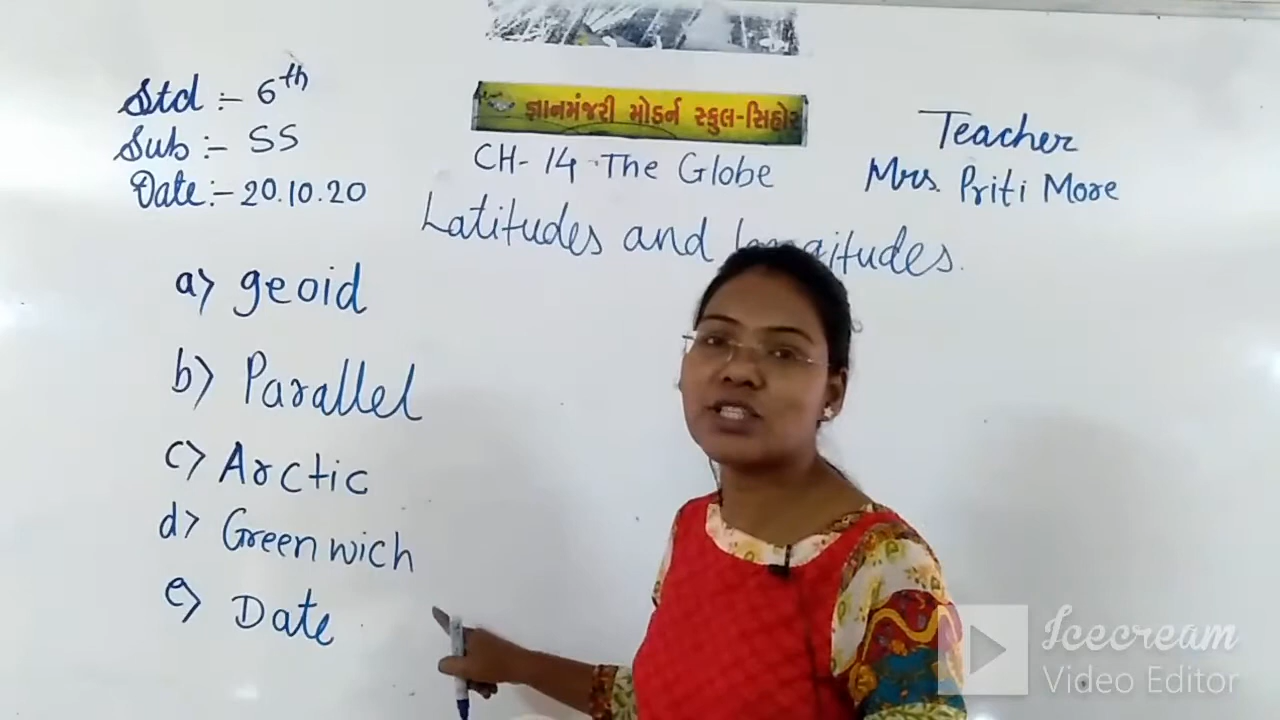 Std :- 6th
Sub :- SS
Date :- 20.10.20
જ્ઞાનમંજરી મોડર્ન સ્કુલ-સિહોર
CH- 14 The Globe
Latitudes and longitudes.
Teacher
Mrs. Priti More
a) geoid
b) Parallel
c) Arctic
d) Greenwich
e) Date
Icecream
Video Editor